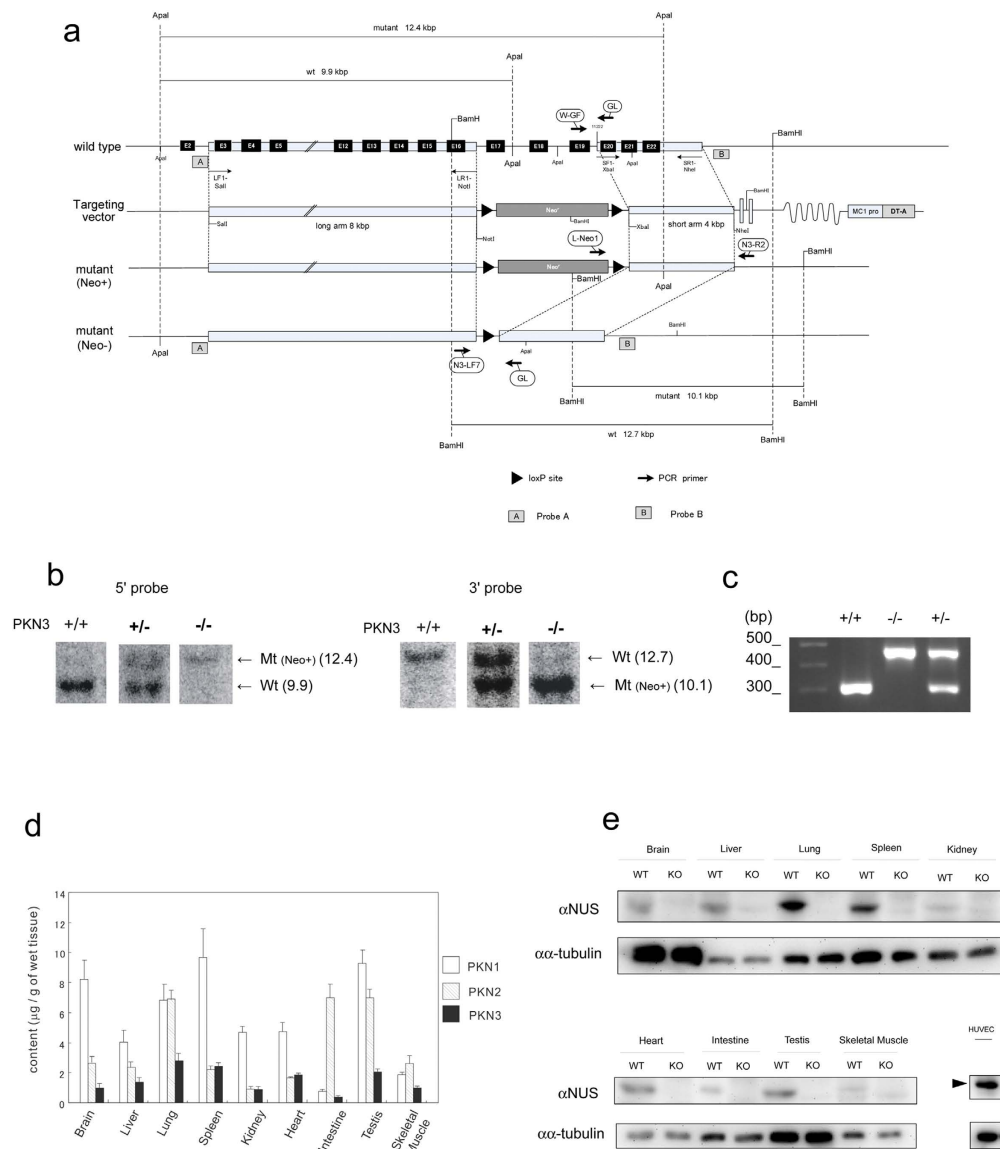 a
ApaI ApaI
mutant 12.4 kbp
ApaI
wt 9.9 kbp
W-GF GL
BamH BamHI
wild type E2 E3 E4 E5 E12 E13 E14 E15 E16 E17 E18 E19 E20 E21 E22
ApaI A ApaI ApaI ApaI B
LF1-SalI LR1-NotI SF1-XbaI SR1-NheI
Targeting vector
BamHI
SalI long arm 8 kbp NotI Neo^r BamHI XbaI short arm 4 kbp NheI MC1 pro DT-A
L-Neo1 N3-R2
mutant (Neo+) Neo^r BamHI ApaI BamHI
mutant (Neo-)
ApaI A ApaI B BamHI
N3-LF7 GL
mutant 10.1 kbp
BamHI BamHI
wt 12.7 kbp
BamHI BamHI
loxP site PCR primer
A Probe A B Probe B
b
5' probe 3' probe
PKN3 +/+ +/- -/- PKN3 +/+ +/- -/-
← Mt (Neo+) (12.4) ← Wt (12.7)
← Wt (9.9) ← Mt (Neo+) (10.1)
c
(bp) +/+ -/- +/-
500_
400_
300_
d
content (μg / g of wet tissue)
14
12
10
8
6
4
2
0
PKN1
PKN2
PKN3
Brain Liver Lung Spleen Kidney Heart Intestine Testis Skeletal Muscle
e
Brain Liver Lung Spleen Kidney
WT KO WT KO WT KO WT KO WT KO
αNUS
αα-tubulin
Heart Intestine Testis Skeletal Muscle HUVEC
WT KO WT KO WT KO WT KO
αNUS
αα-tubulin